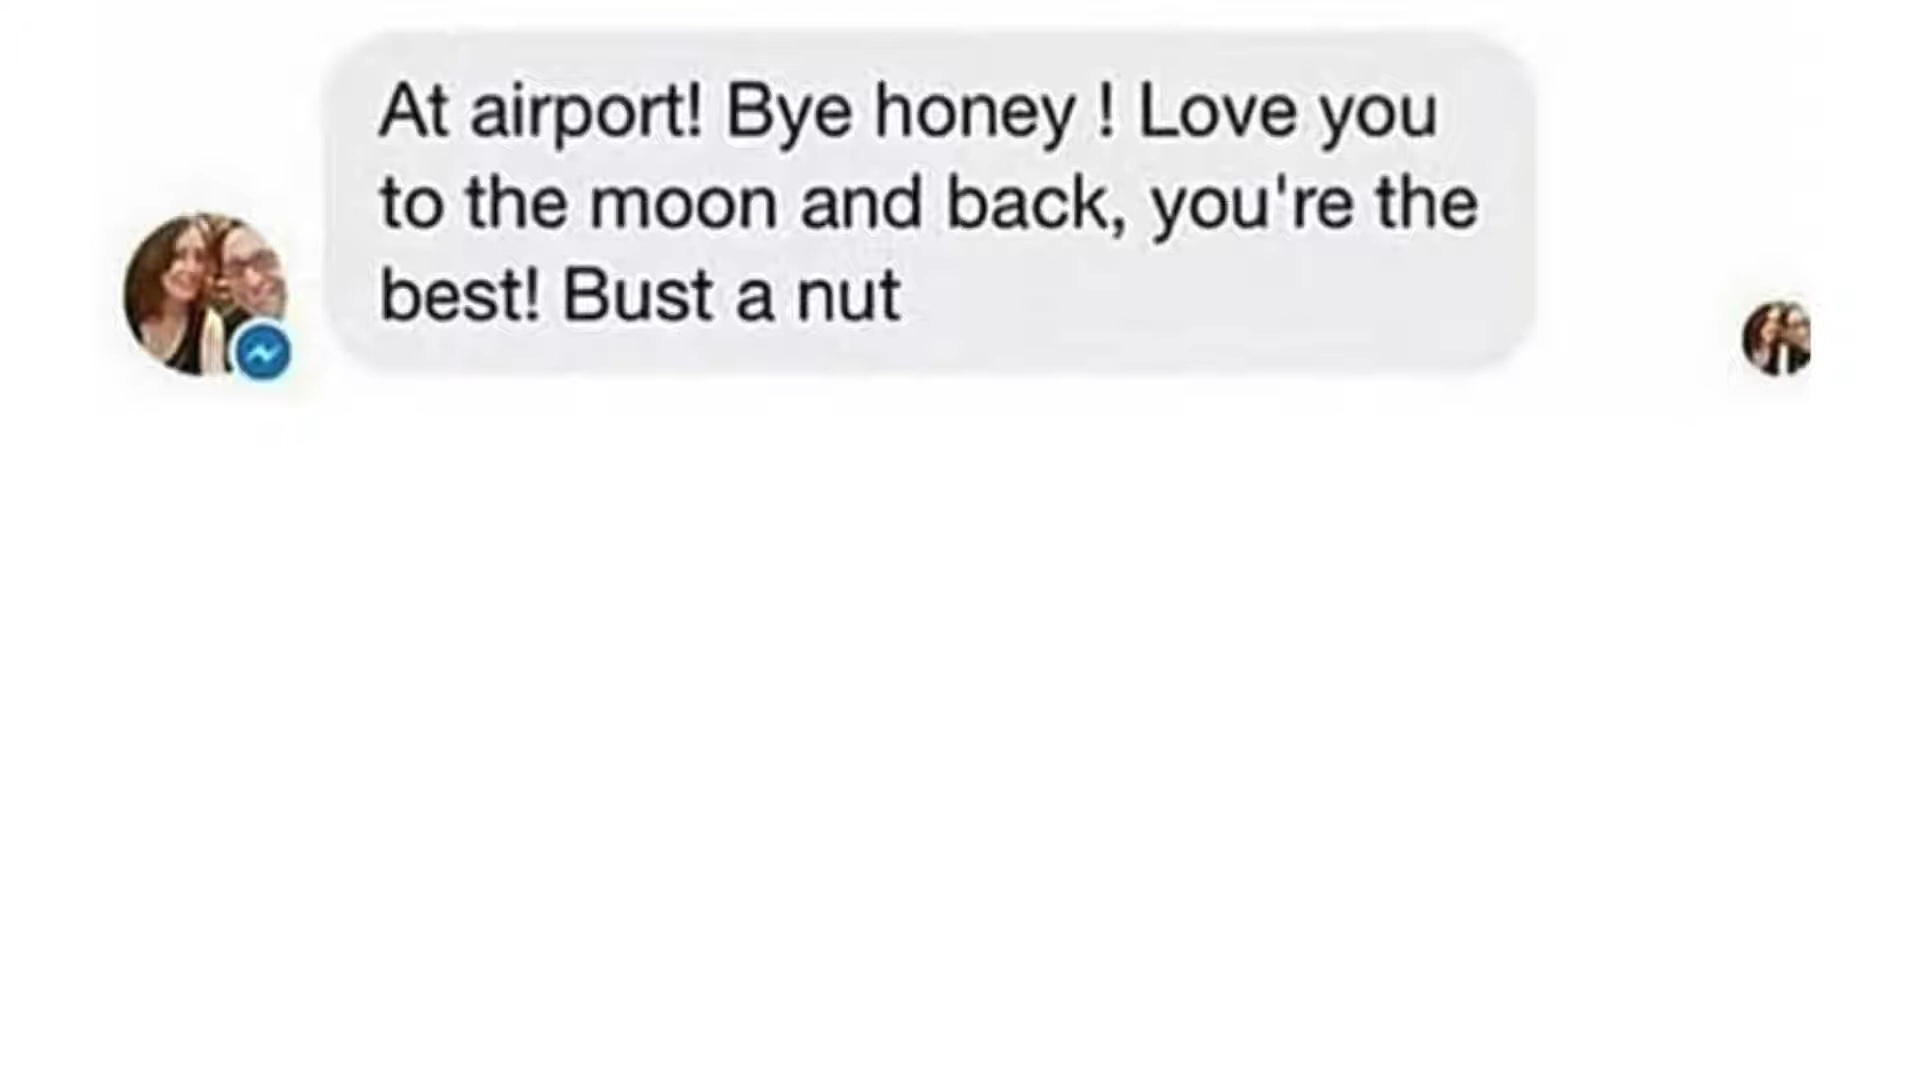 At airport! Bye honey ! Love you
to the moon and back, you're the
best! Bust a nut